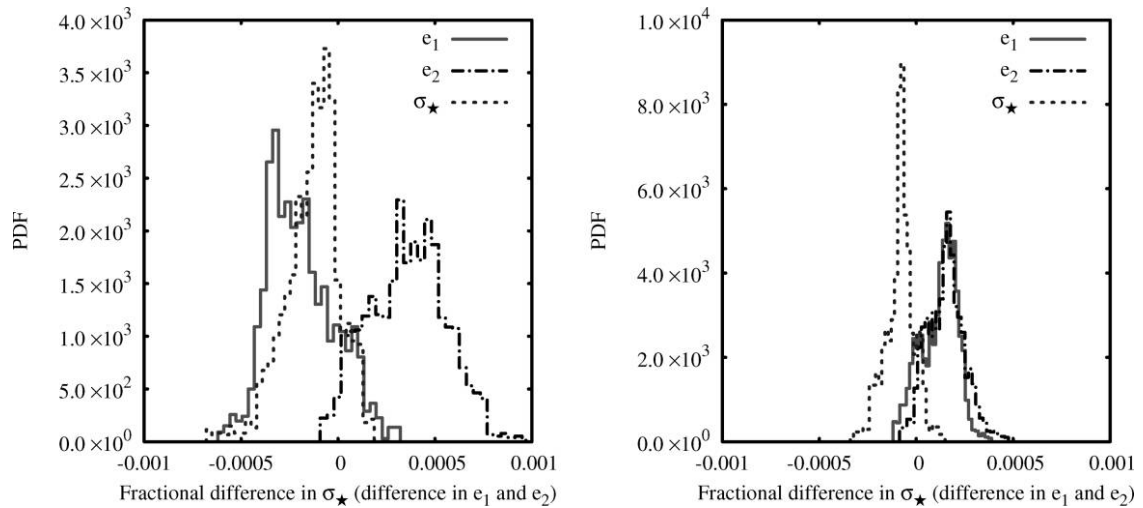 4.0 ×10³
3.5 ×10³
3.0 ×10³
2.5 ×10³
2.0 ×10³
1.5 ×10³
1.0 ×10³
5.0 ×10²
0.0 ×10⁰
PDF
e₁
e₂
σ★
-0.001
-0.0005
0
0.0005
0.001
Fractional difference in σ★ (difference in e₁ and e₂)
1.0 ×10⁴
8.0 ×10³
6.0 ×10³
4.0 ×10³
2.0 ×10³
0.0 ×10⁰
PDF
e₁
e₂
σ★
-0.001
-0.0005
0
0.0005
0.001
Fractional difference in σ★ (difference in e₁ and e₂)